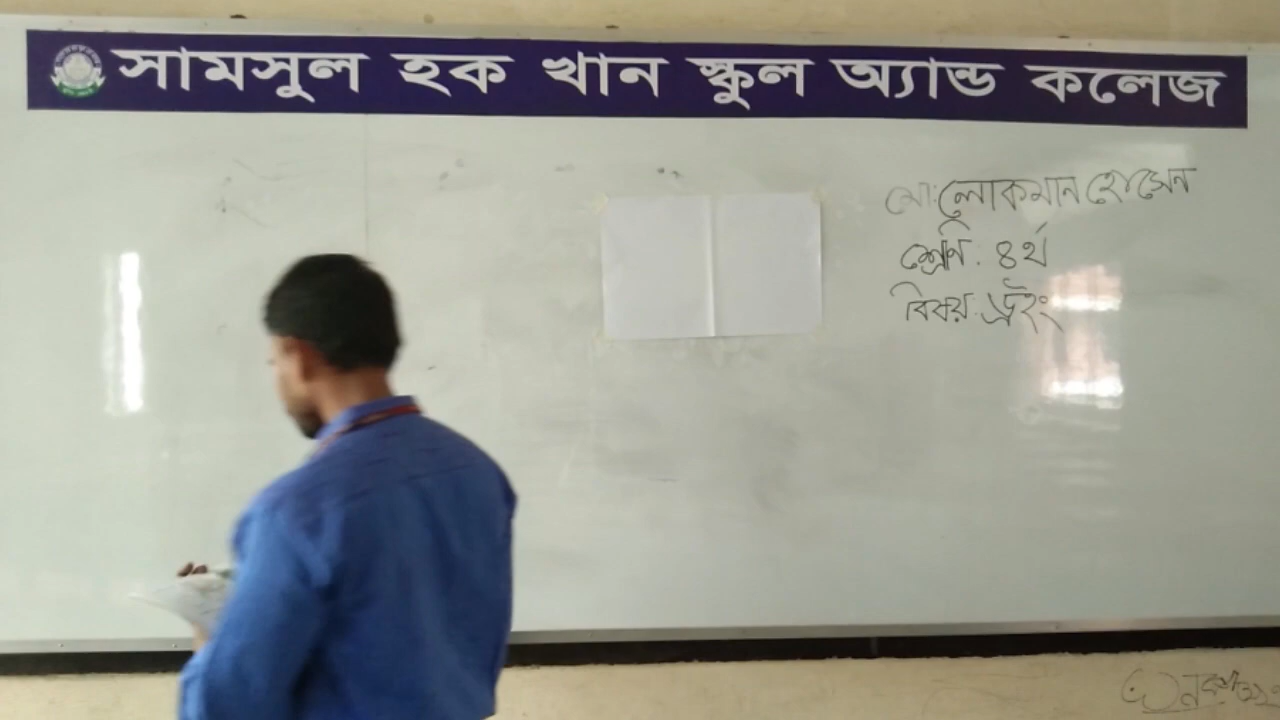 সামসুল হক খান স্কুল অ্যান্ড কলেজ
মো: লোকমান হোসেন
শ্রেণি: ৪র্থ
বিষয়: ড্রইং